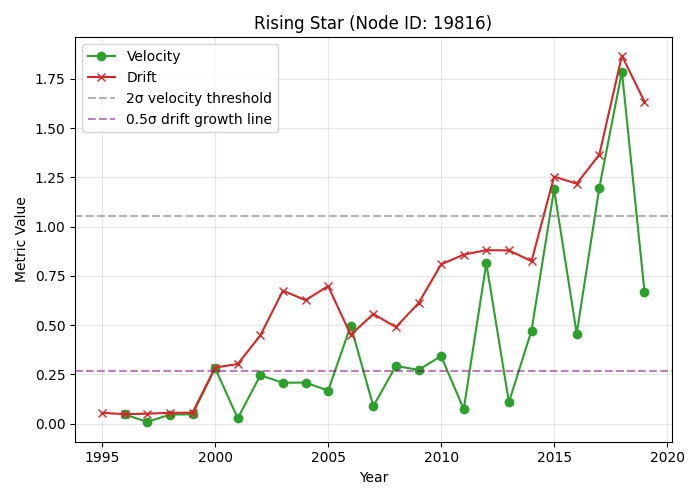 Rising Star (Node ID: 19816)
Velocity
Drift
2σ velocity threshold
0.5σ drift growth line
Metric Value
1.75
1.50
1.25
1.00
0.75
0.50
0.25
0.00
1995 2000 2005 2010 2015 2020
Year